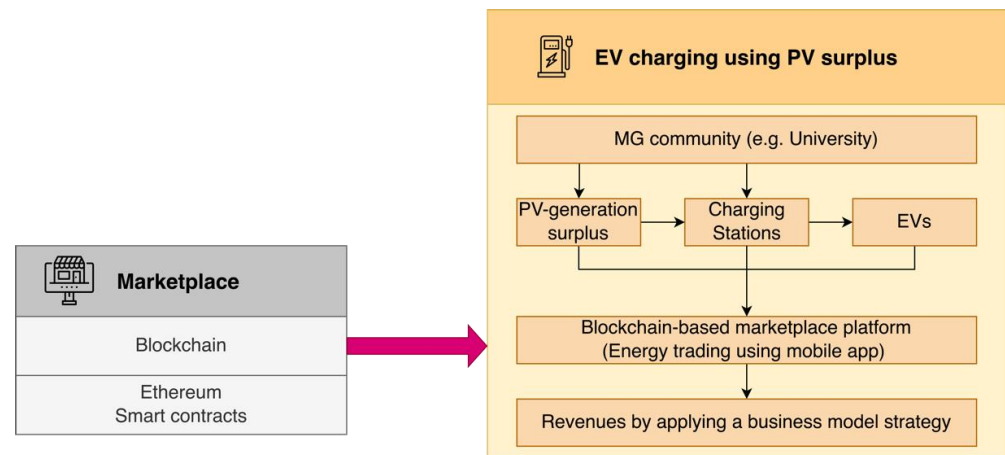 Marketplace
Blockchain
Ethereum
Smart contracts
EV charging using PV surplus
MG community (e.g. University)
PV-generation
surplus
Charging
Stations
EVs
Blockchain-based marketplace platform
(Energy trading using mobile app)
Revenues by applying a business model strategy